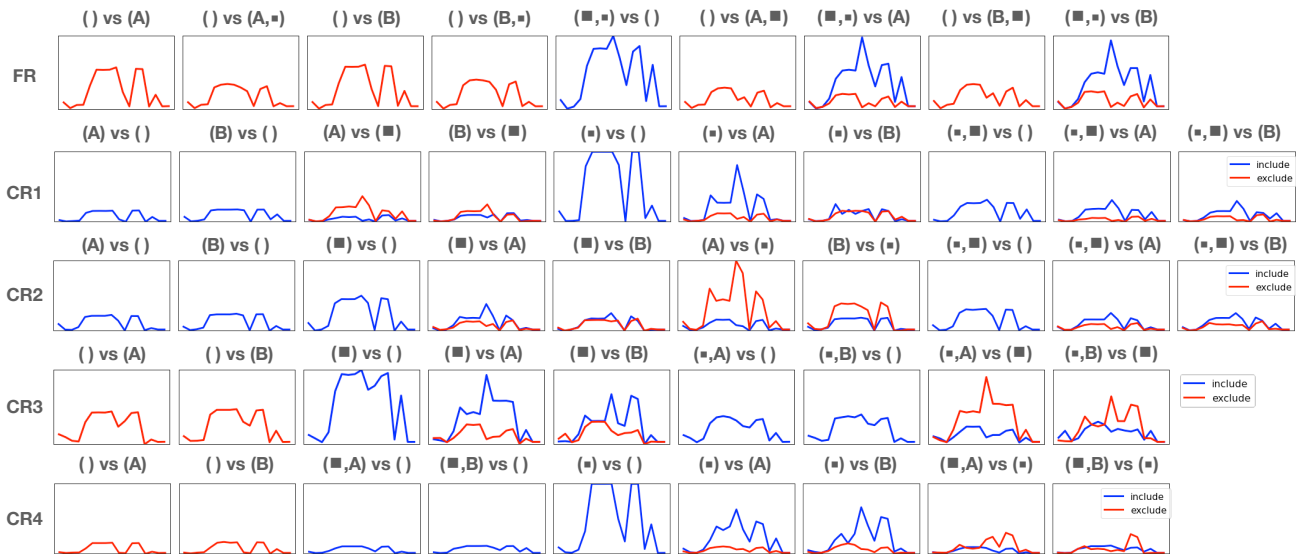 ( ) vs (A) ( ) vs (A,▪) ( ) vs (B) ( ) vs (B,▪) (■,▪) vs ( ) ( ) vs (A,■) (■,▪) vs (A) ( ) vs (B,■) (■,▪) vs (B)
FR
(A) vs ( ) (B) vs ( ) (A) vs (■) (B) vs (■) (▪) vs ( ) (▪) vs (A) (▪) vs (B) (▪,■) vs ( ) (▪,■) vs (A) (▪,■) vs (B)
CR1
include
exclude
(A) vs ( ) (B) vs ( ) (■) vs ( ) (■) vs (A) (■) vs (B) (A) vs (▪) (B) vs (▪) (▪,■) vs ( ) (▪,■) vs (A) (▪,■) vs (B)
CR2
include
exclude
( ) vs (A) ( ) vs (B) (■) vs ( ) (■) vs (A) (■) vs (B) (▪,A) vs ( ) (▪,B) vs ( ) (▪,A) vs (■) (▪,B) vs (■)
CR3
include
exclude
( ) vs (A) ( ) vs (B) (■,A) vs ( ) (■,B) vs ( ) (▪) vs ( ) (▪) vs (A) (▪) vs (B) (■,A) vs (▪) (■,B) vs (▪)
CR4
include
exclude